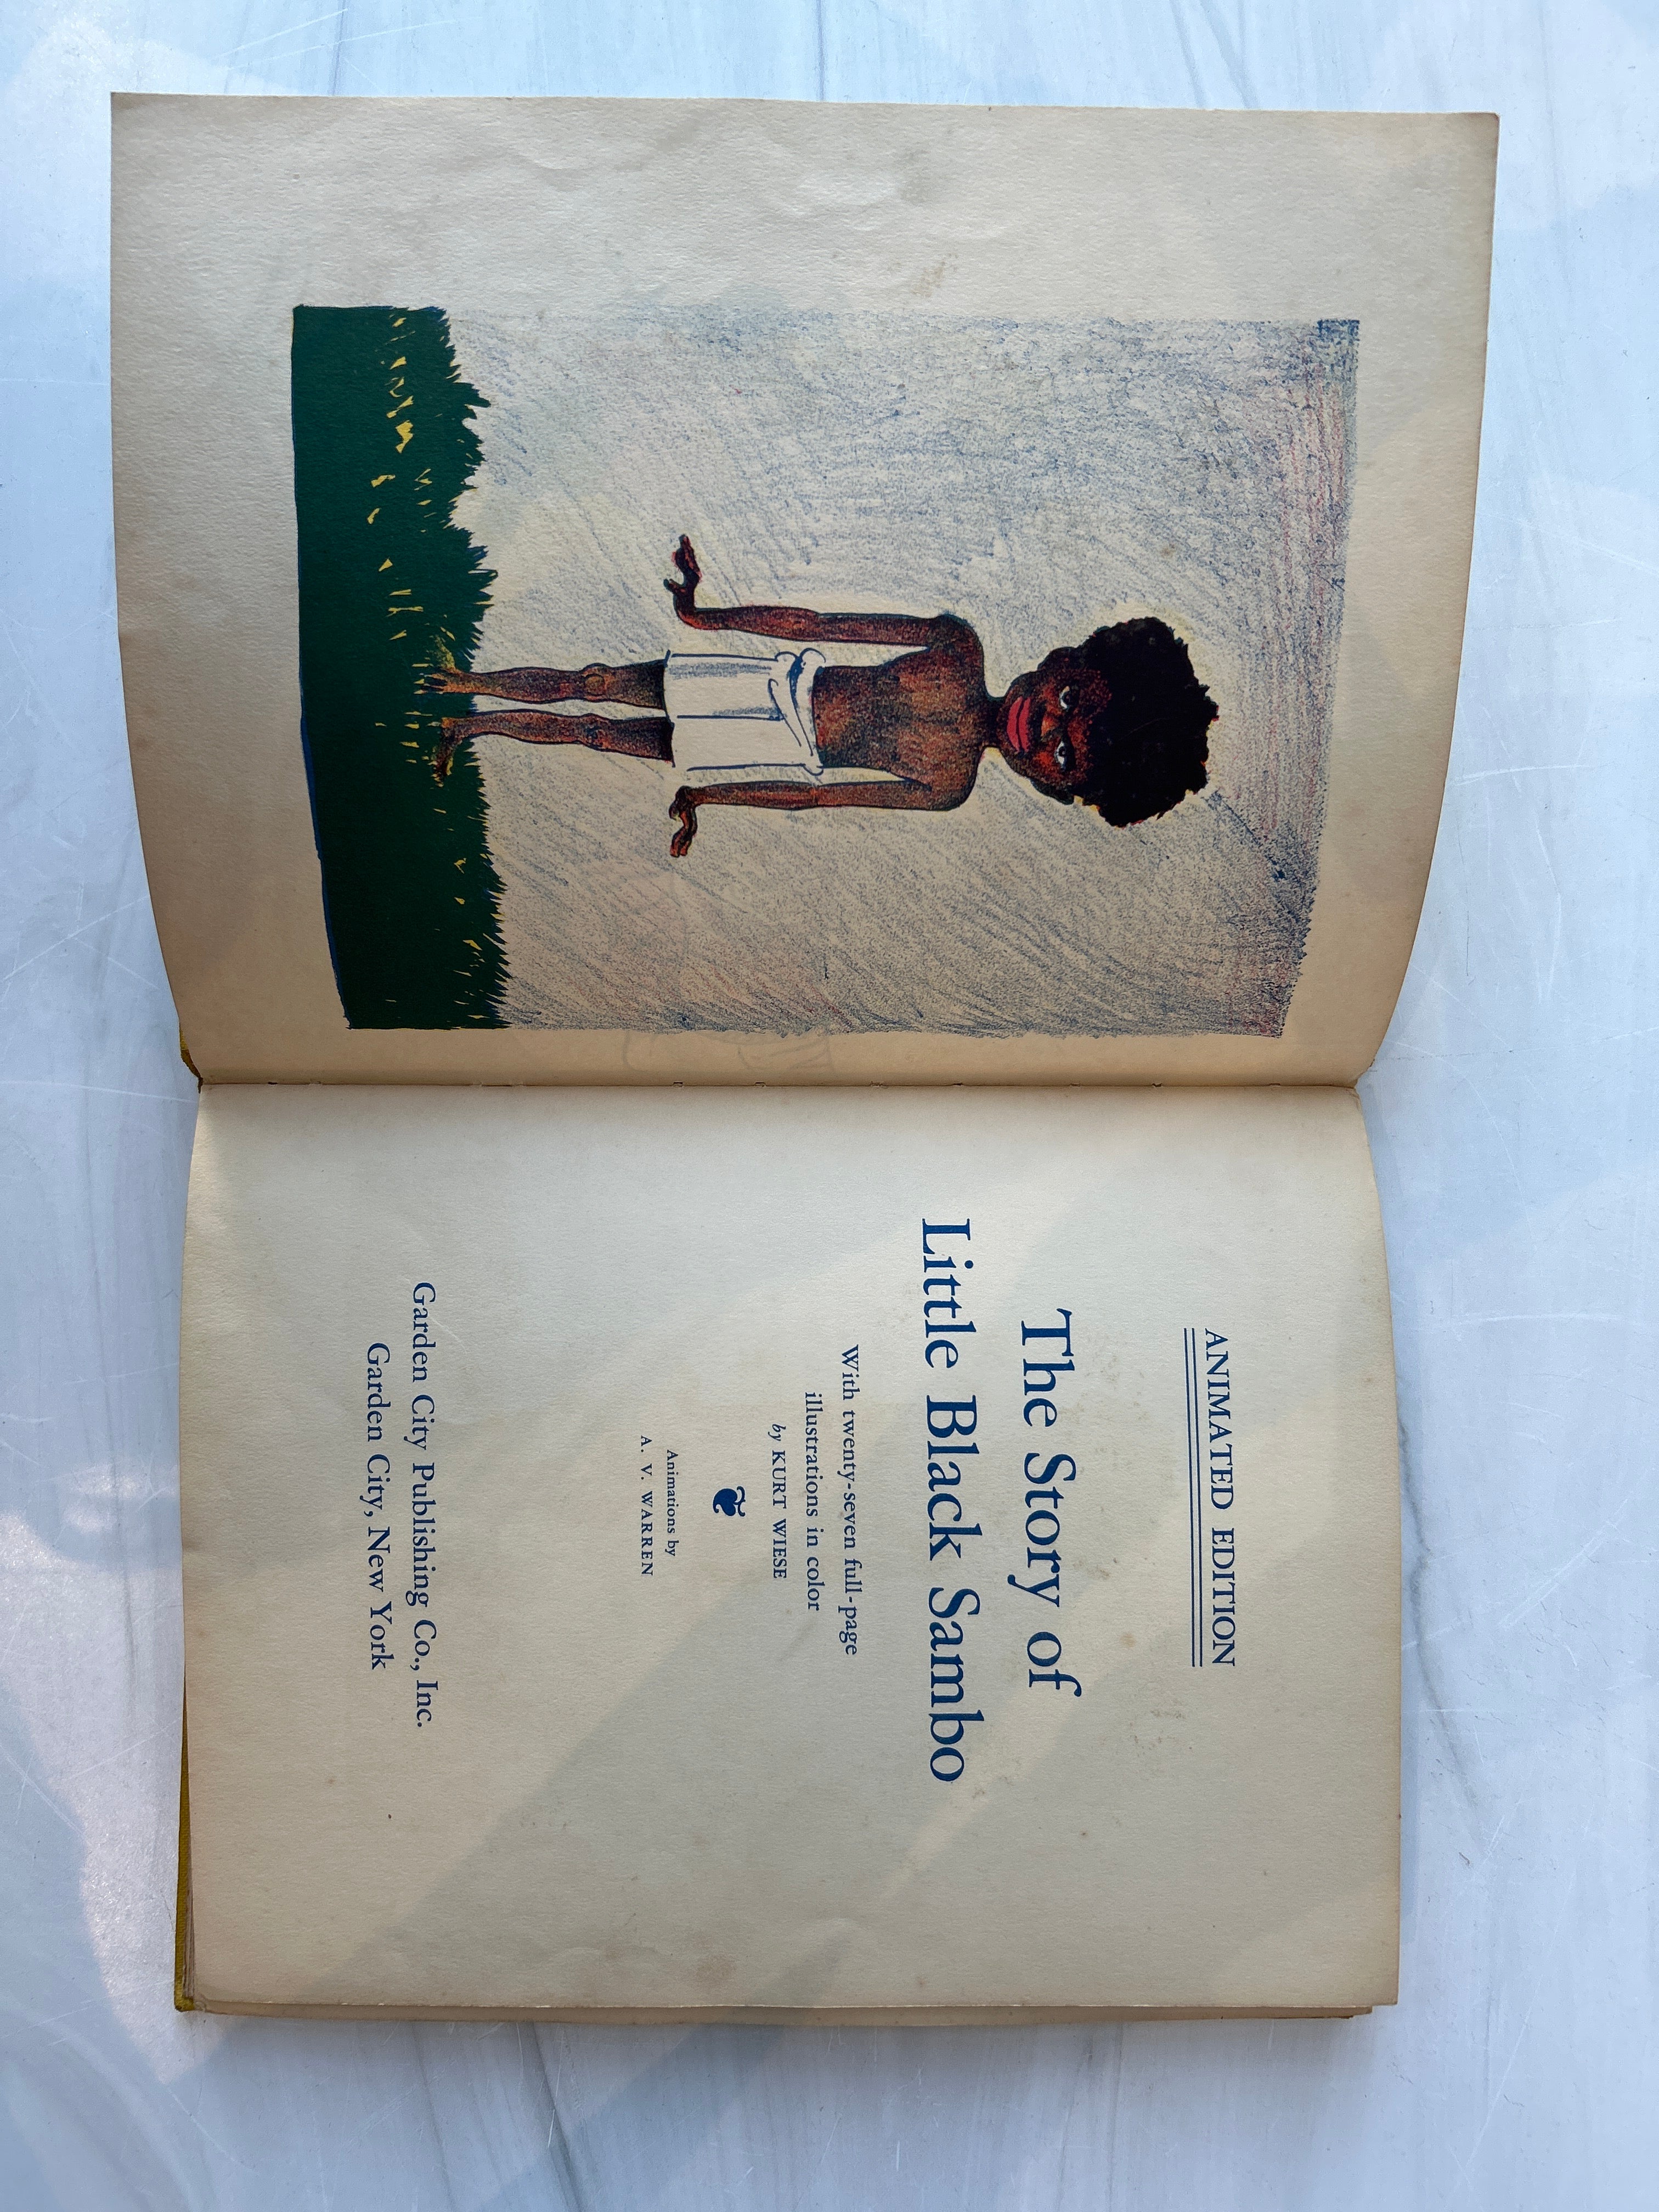 ANIMATED EDITION
The Story of
Little Black Sambo
With twenty-seven full-page
illustrations in color
by KURT WIESE
Animations by
A. V. WARREN
Garden City Publishing Co., Inc.
Garden City, New York